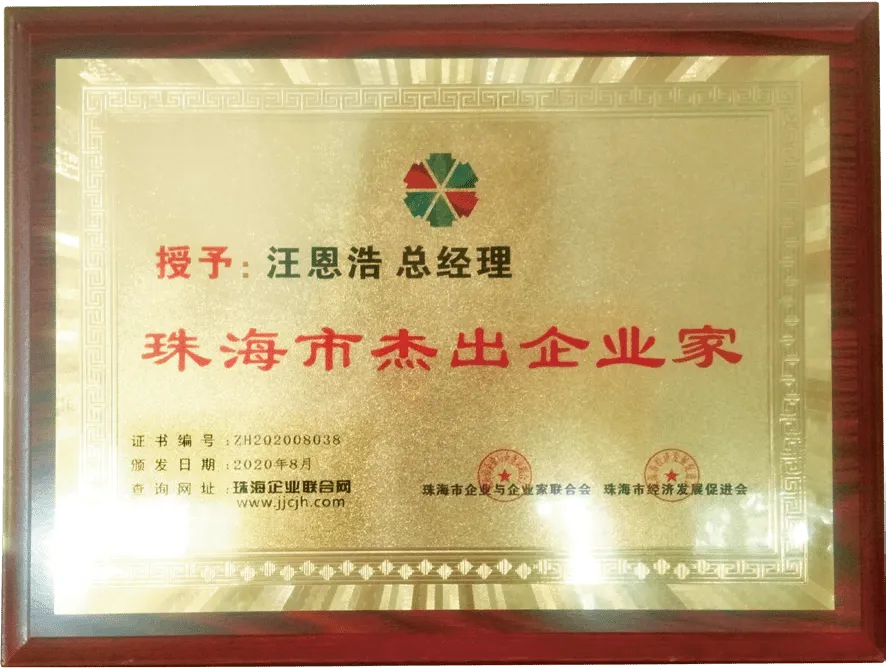 授予：汪恩浩 总经理
珠海市杰出企业家
证书编号：ZH202008038
颁发日期：2020年8月
查询网址：珠海企业联合网
www.jjcjh.com
珠海市企业与企业家联合会 珠海市经济发展促进会